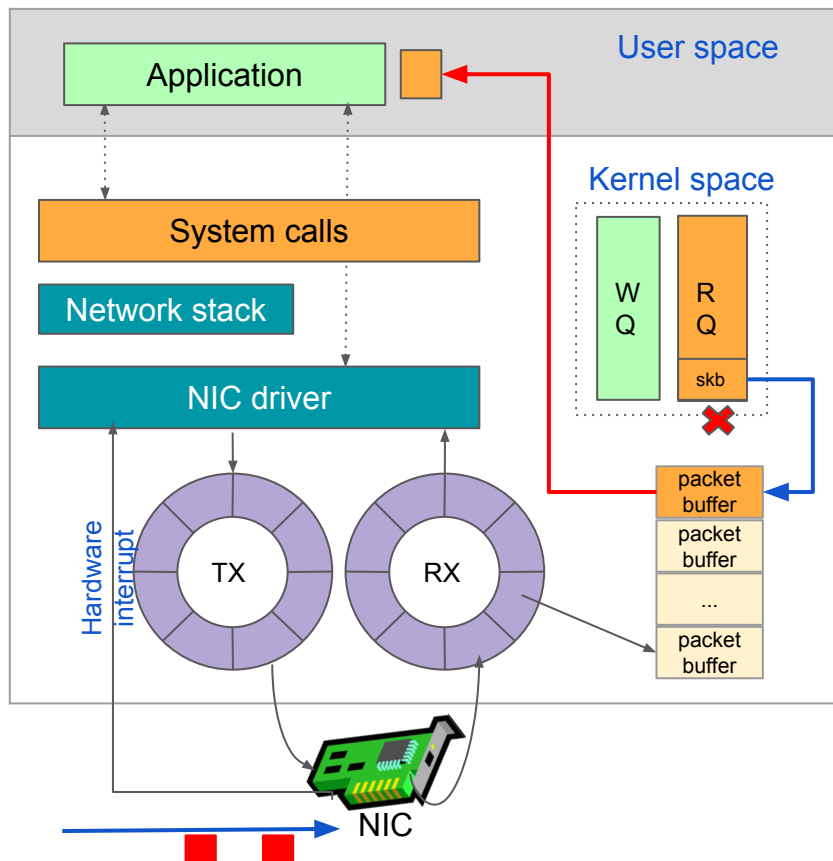 User space
Application
Kernel space
System calls
W
Q
R
Q
Network stack
skb
NIC driver
packet
buffer
packet
buffer
...
packet
buffer
Hardware
interrupt
TX
RX
NIC